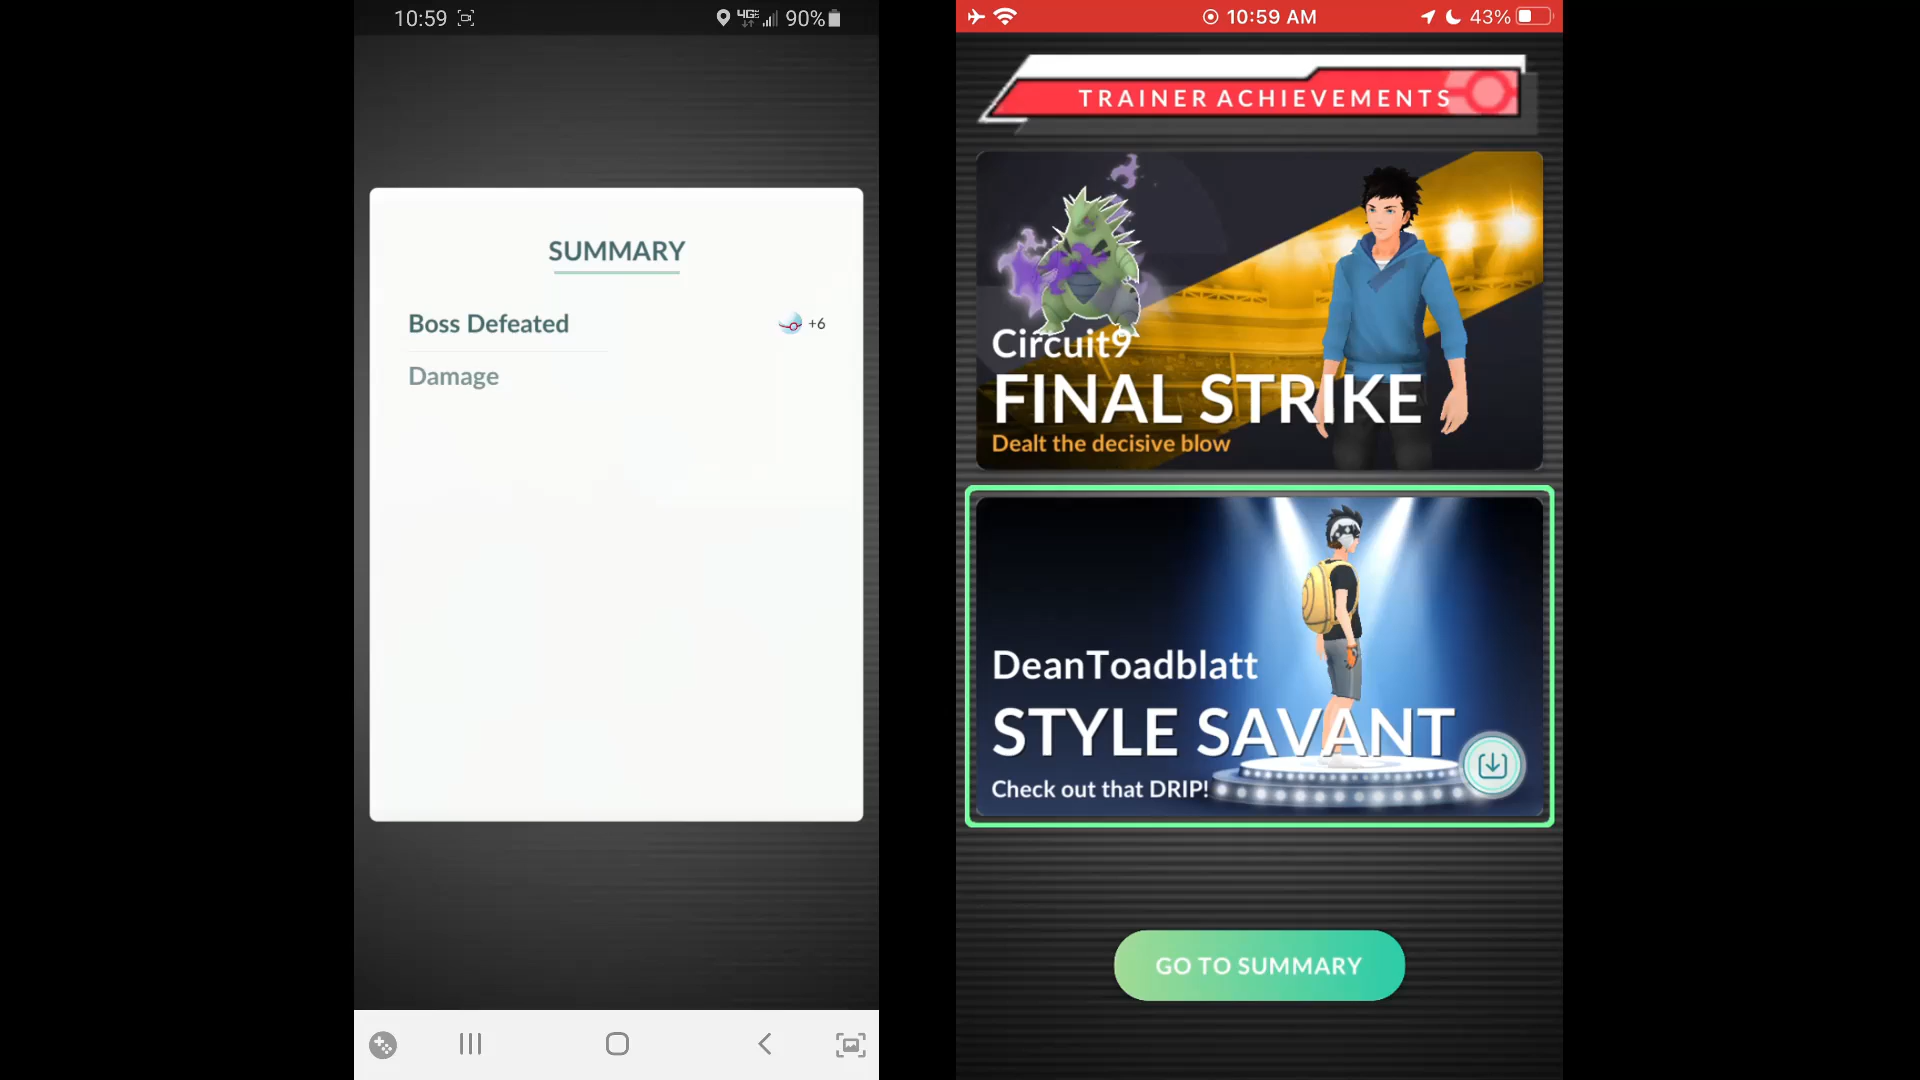 10:59
4GE
90%
SUMMARY
Boss Defeated
+6
Damage
10:59 AM
43%
TRAINER ACHIEVEMENTS
Circuit9
FINAL STRIKE
Dealt the decisive blow
DeanToadblatt
STYLE SAVANT
Check out that DRIP!
GO TO SUMMARY